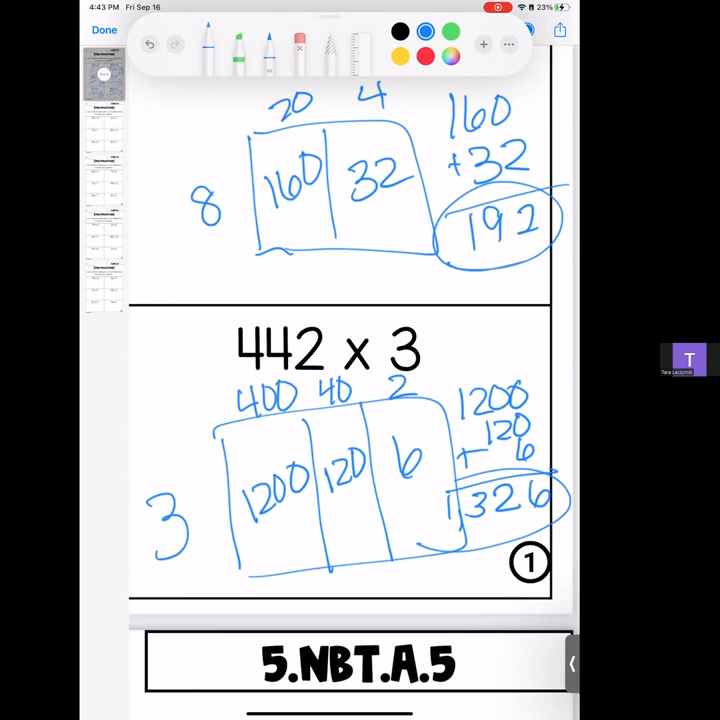 4:43 PM Fri Sep 16
23%
Done
20 4
160
+32
8 160 32
192
442 x 3
400 40 2
1200
120
+ 6
3 1200 120 6
1326
1
T
Tara Laczynski
5.NBT.A.5